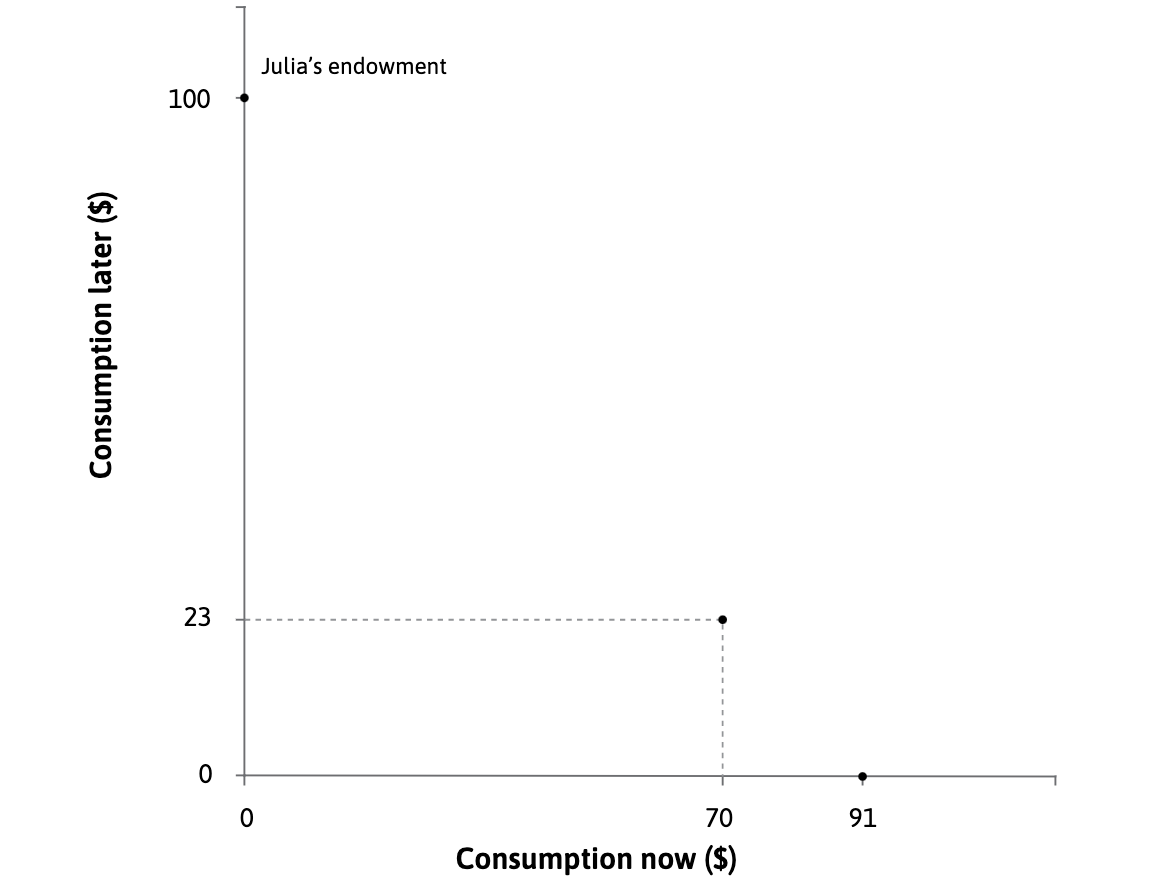 Julia’s endowment
100
Consumption later ($)
23
0
0
70
91
Consumption now ($)